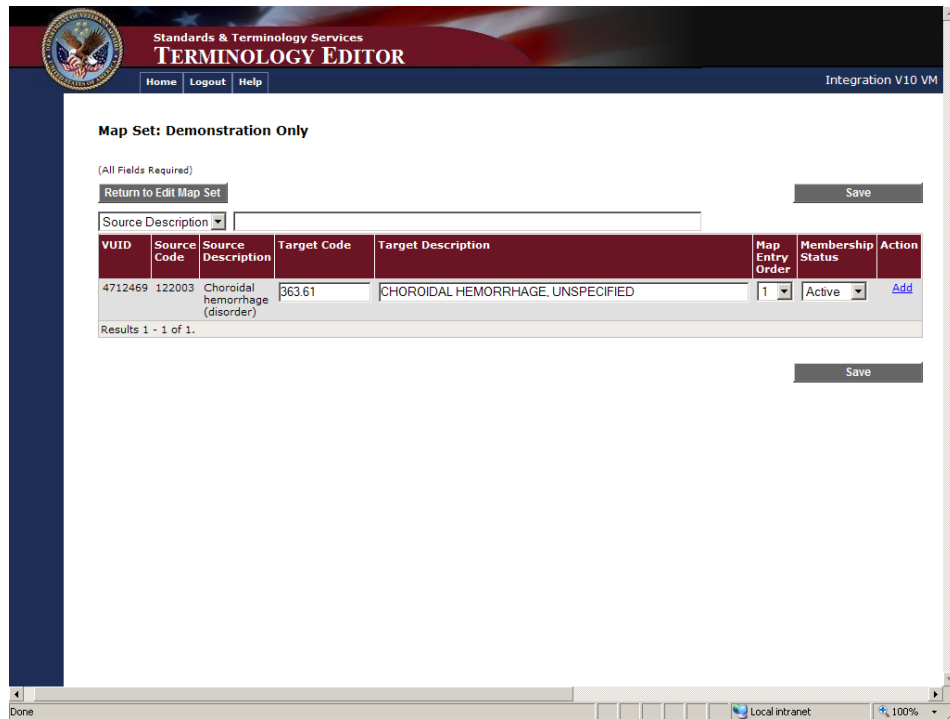 Standards & Terminology Services
TERMINOLOGY EDITOR
Home Logout Help
Integration V10 VM
Map Set: Demonstration Only
(All Fields Required)
Return to Edit Map Set
Save
Source Description
VUID Source Code Source Description Target Code Target Description Map Entry Order Membership Status Action
4712469 122003 Choroidal hemorrhage (disorder) 363.61 CHOROIDAL HEMORRHAGE, UNSPECIFIED 1 Active Add
Results 1 - 1 of 1.
Save
Done
Local intranet
100%